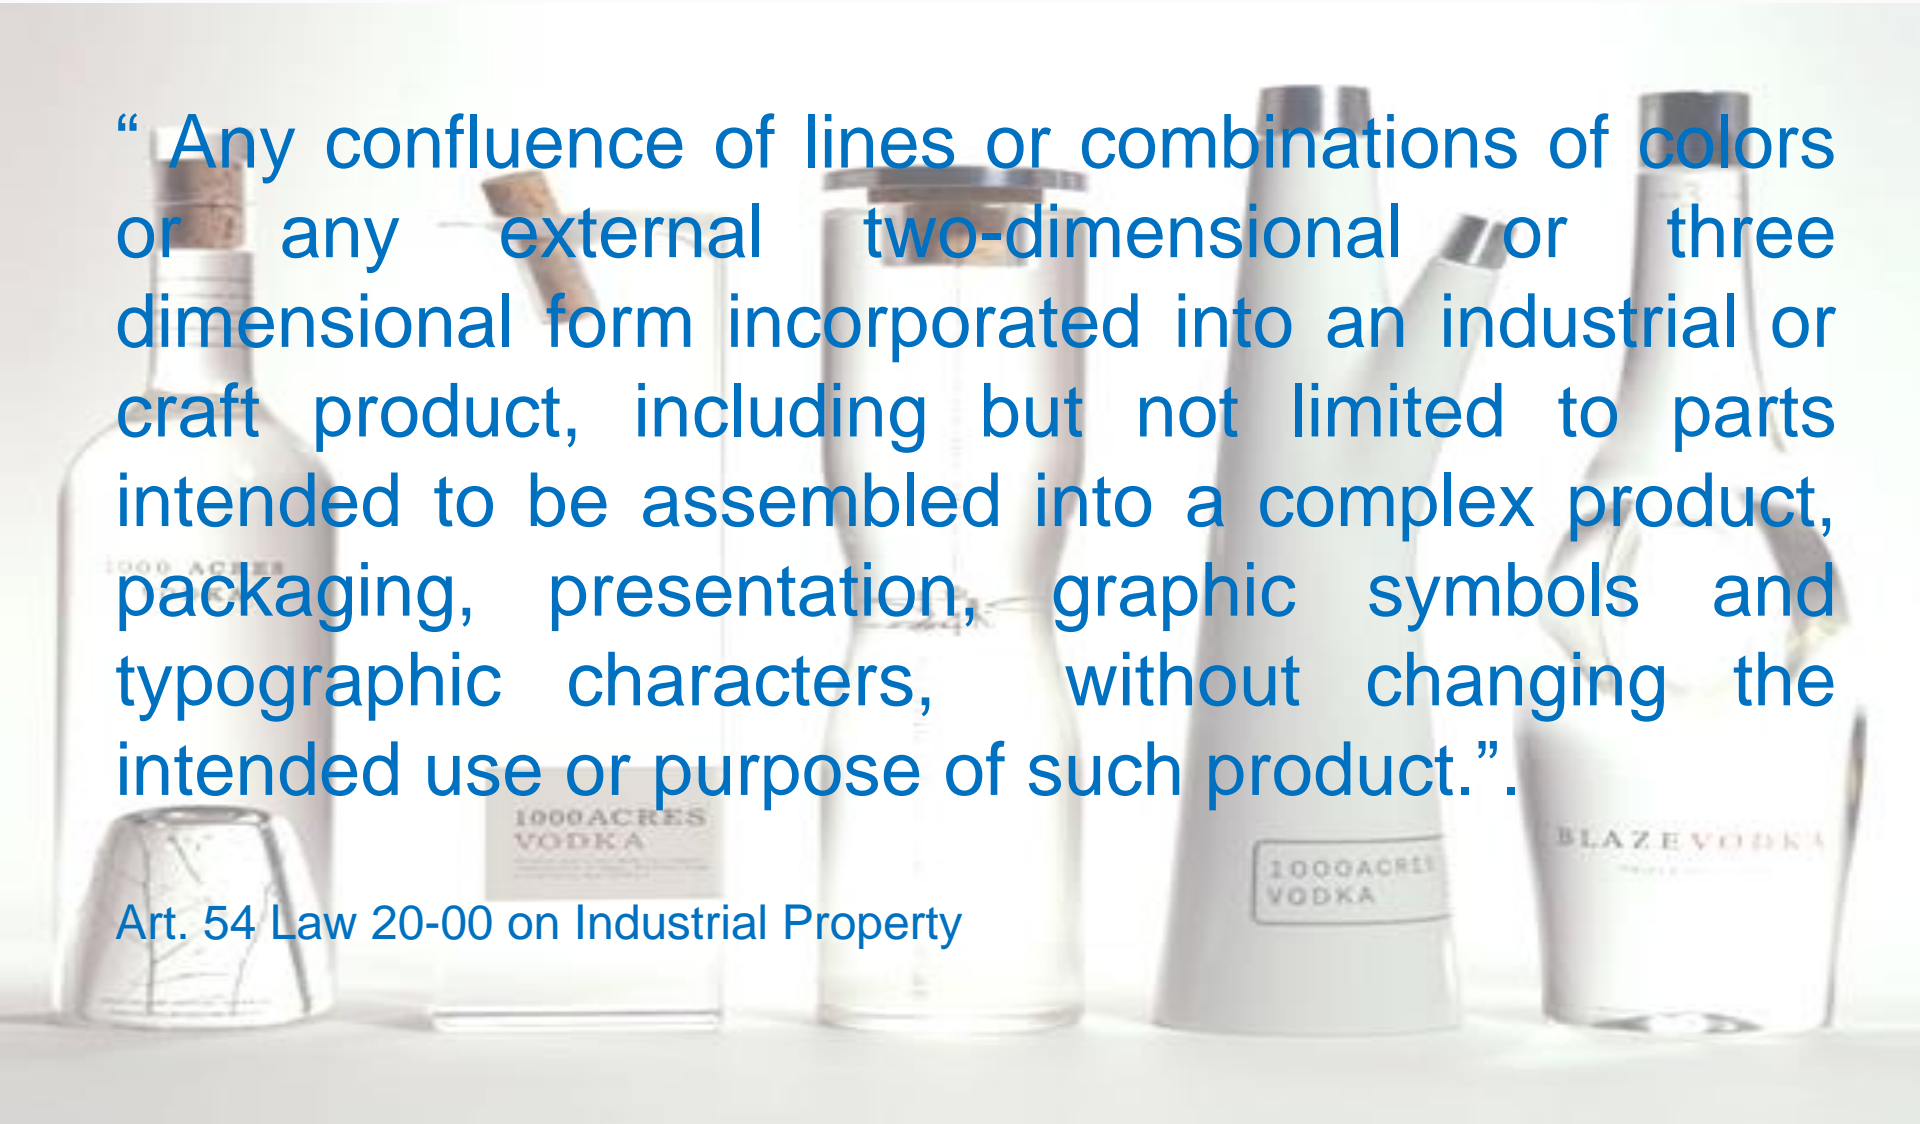 “ Any confluence of lines or combinations of colors
or any external two-dimensional or three
dimensional form incorporated into an industrial or
craft product, including but not limited to parts
intended to be assembled into a complex product,
packaging, presentation, graphic symbols and
typographic characters, without changing the
intended use or purpose of such product.”.
Art. 54 Law 20-00 on Industrial Property
1000 ACRES
1000ACRES
VODKA
1000ACRES
VODKA
BLAZEVODKA